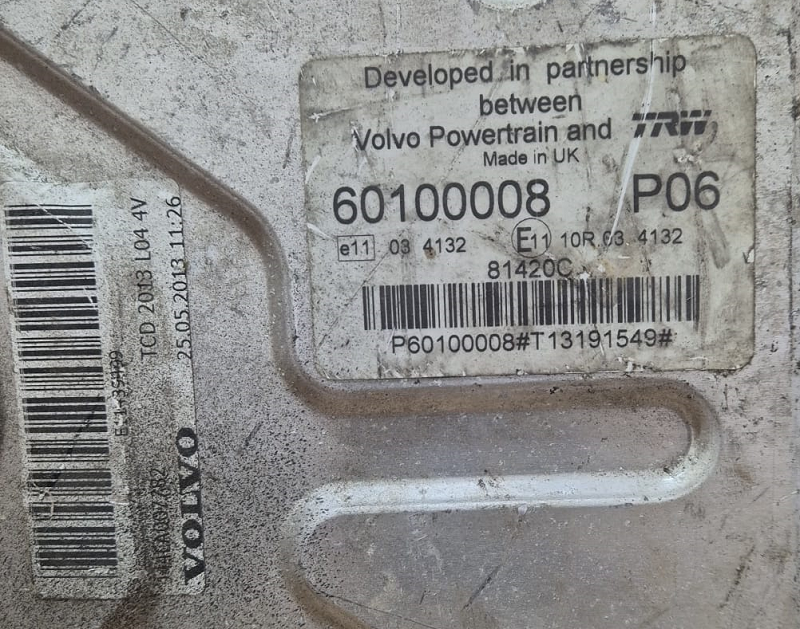 Developed in partnership
between
Volvo Powertrain and TRW
Made in UK
60100008 P06
e11 03 4132 E11 10R 03 4132
81420C
P60100008#T13191549#
TCD 2013 L04 4V
25.05.2013 11:26
VOLVO